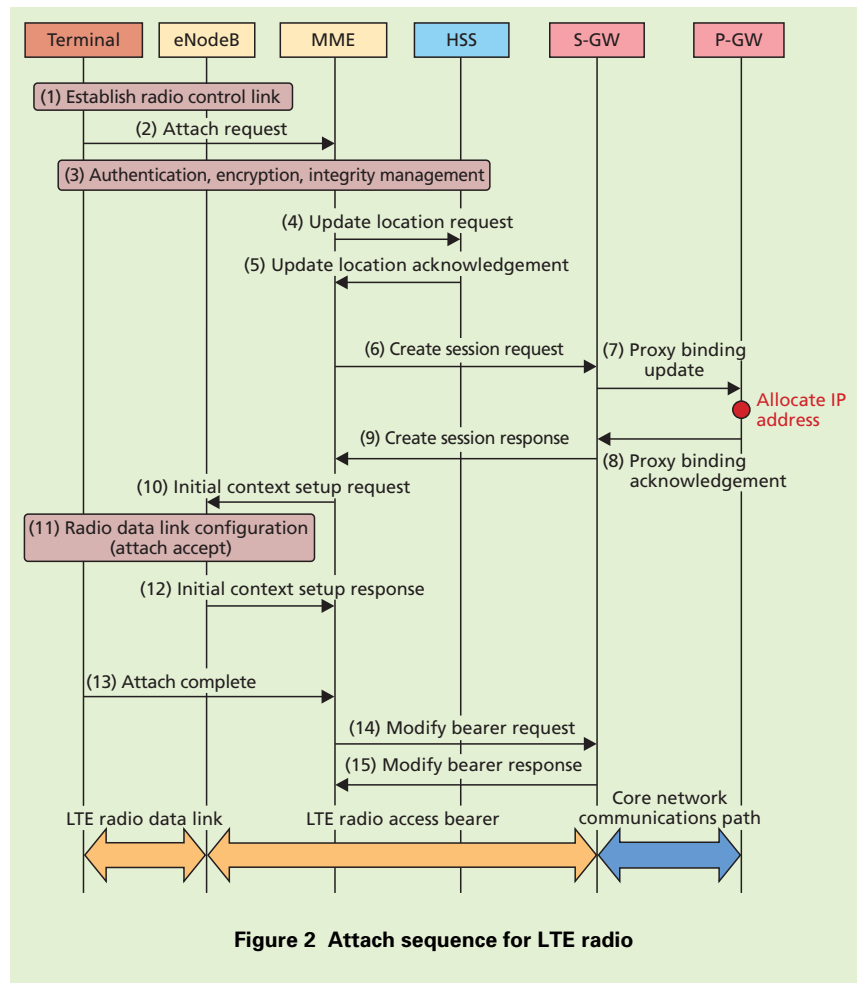 Terminal
eNodeB
MME
HSS
S-GW
P-GW
(1) Establish radio control link
(2) Attach request
(3) Authentication, encryption, integrity management
(4) Update location request
(5) Update location acknowledgement
(6) Create session request
(7) Proxy binding
update
Allocate IP
address
(9) Create session response
(8) Proxy binding
acknowledgement
(10) Initial context setup request
(11) Radio data link configuration
(attach accept)
(12) Initial context setup response
(13) Attach complete
(14) Modify bearer request
(15) Modify bearer response
LTE radio data link
LTE radio access bearer
Core network
communications path
Figure 2 Attach sequence for LTE radio